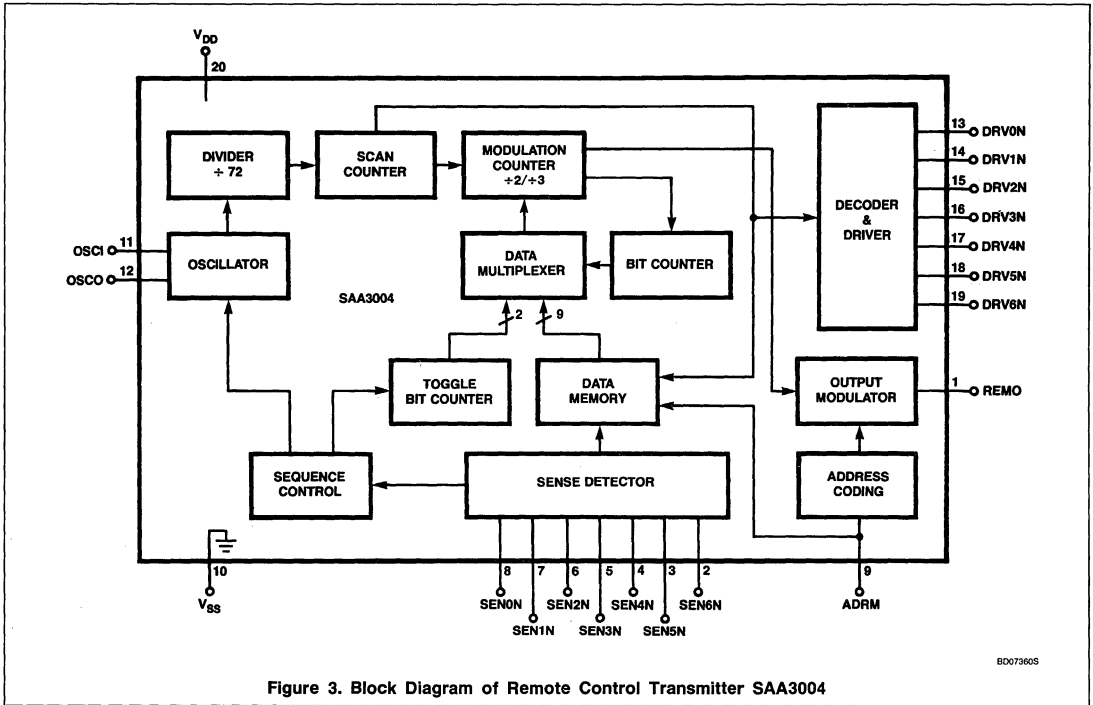 VDD
20
DIVIDER
÷ 72
SCAN
COUNTER
MODULATION
COUNTER
÷2/÷3
DECODER
&
DRIVER
13 DRV0N
14 DRV1N
15 DRV2N
16 DRV3N
17 DRV4N
18 DRV5N
19 DRV6N
OSCI 11
OSCO 12
OSCILLATOR
DATA
MULTIPLEXER
BIT COUNTER
SAA3004
2
9
TOGGLE
BIT COUNTER
DATA
MEMORY
OUTPUT
MODULATOR
1 REMO
SEQUENCE
CONTROL
SENSE DETECTOR
ADDRESS
CODING
10
8
7
6
5
4
3
2
9
VSS
SEN0N
SEN2N
SEN4N
SEN6N
ADRM
SEN1N
SEN3N
SEN5N
BD07360S
Figure 3. Block Diagram of Remote Control Transmitter SAA3004